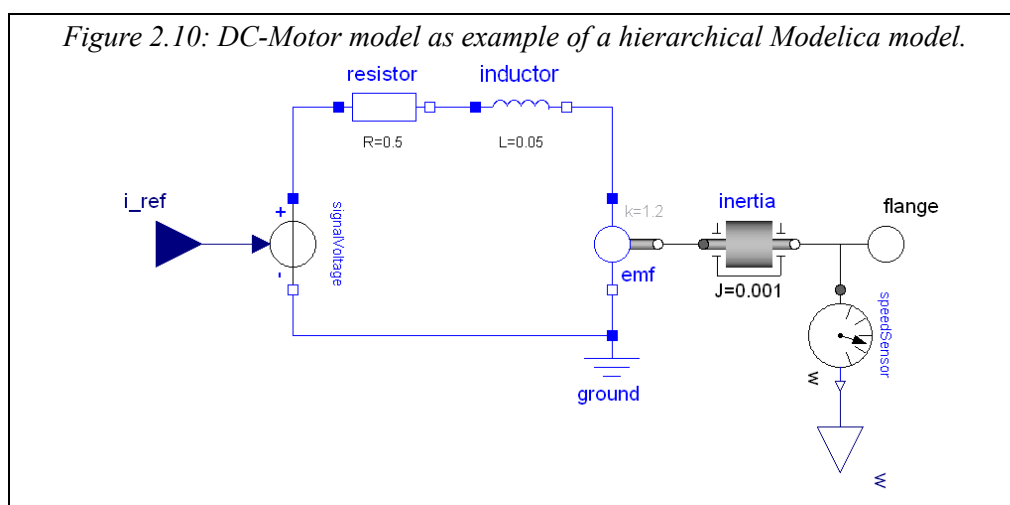 Figure 2.10: DC-Motor model as example of a hierarchical Modelica model.
resistor
inductor
R=0.5
L=0.05
i_ref
+
signalVoltage
-
k=1.2
emf
inertia
J=0.001
flange
speedSensor
w
ground
w